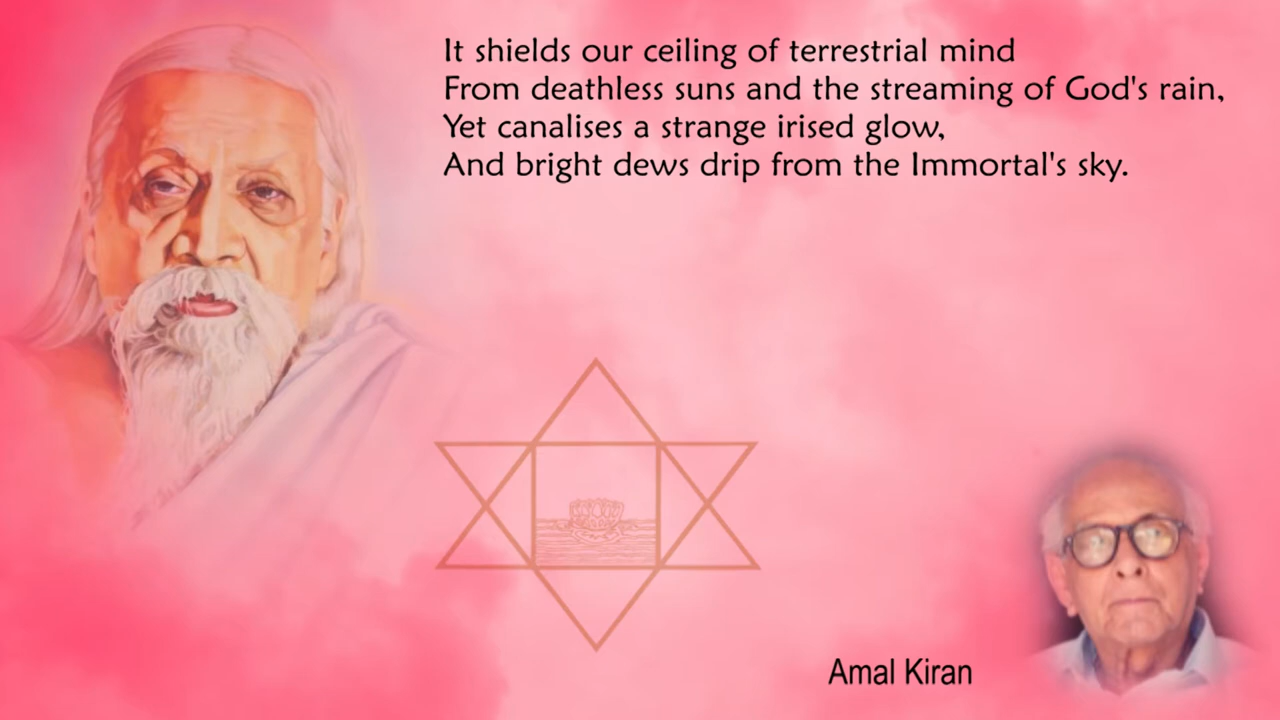 It shields our ceiling of terrestrial mind
From deathless suns and the streaming of God's rain,
Yet canalises a strange irised glow,
And bright dews drip from the Immortal's sky.
Amal Kiran